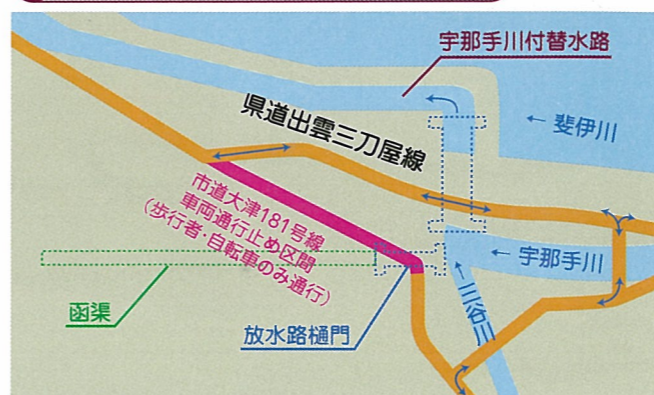 宇那手川付替水路
県道出雲三刀屋線
← 斐伊川
市道大津181号線
車両通行止め区間
(歩行者・自転車のみ通行)
← 宇那手川
函渠
放水路樋門
三谷川